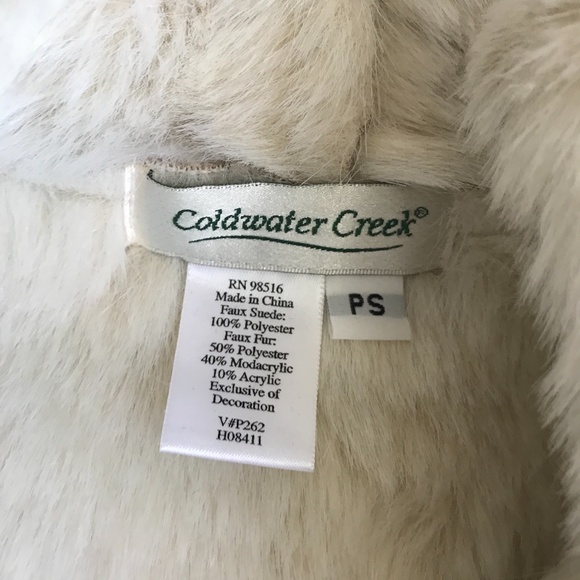 Coldwater Creek®
RN 98516
Made in China
Faux Suede:
100% Polyester
Faux Fur:
50% Polyester
40% Modacrylic
10% Acrylic
Exclusive of
Decoration
V#P262
H08411
PS